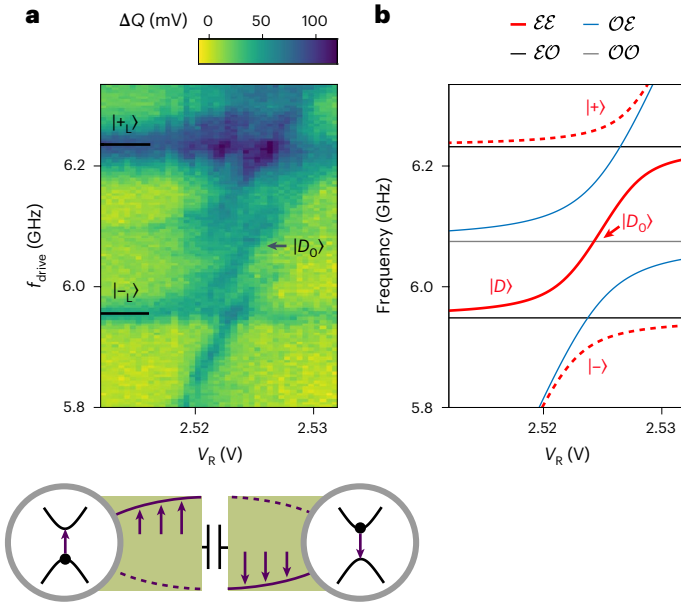 a
ΔQ (mV)
0 50 100
|+L⟩
|−L⟩
|D0⟩
6.2
6.0
5.8
fdrive (GHz)
2.52 2.53
VR (V)
b
ℰℰ 𝒪ℰ
ℰ𝒪 𝒪𝒪
|+⟩
|D0⟩
|D⟩
|−⟩
6.2
6.0
5.8
Frequency (GHz)
2.52 2.53
VR (V)